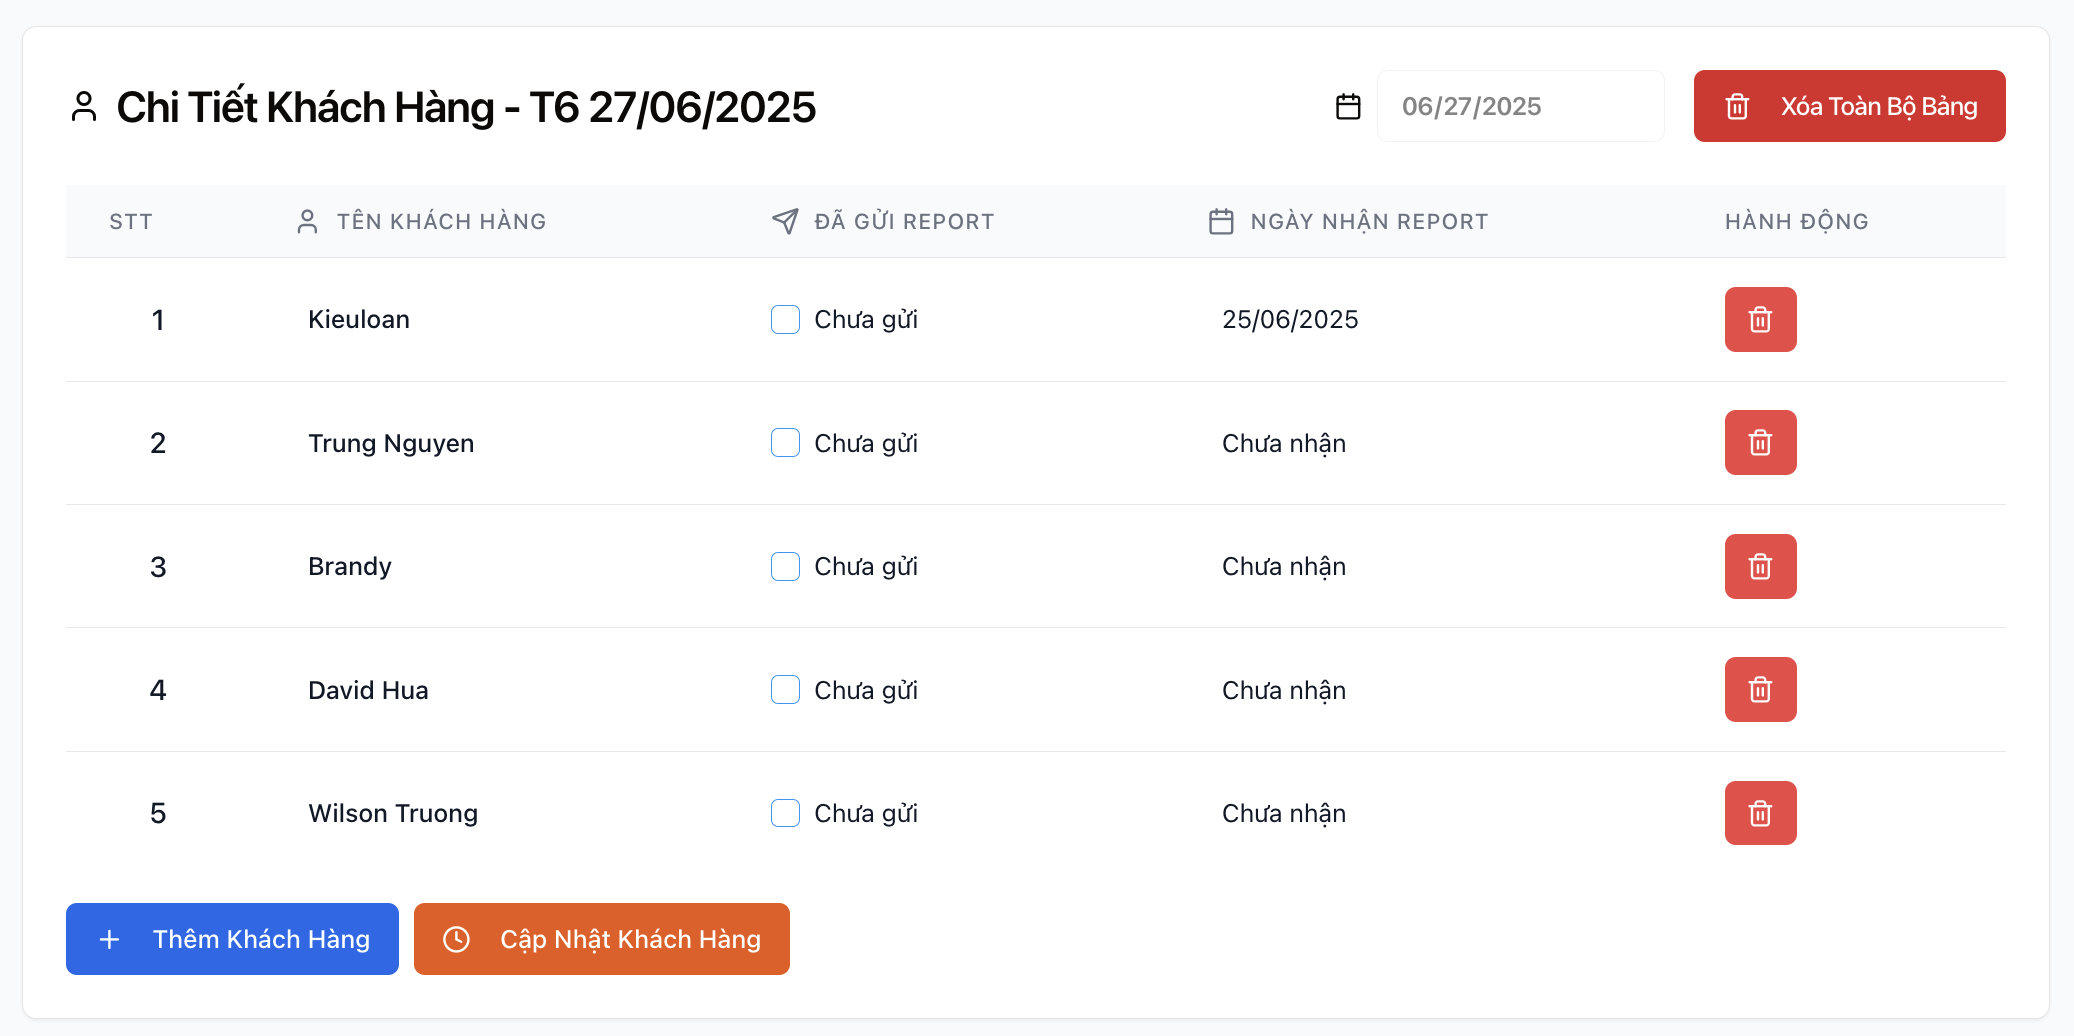 Chi Tiết Khách Hàng - T6 27/06/2025
06/27/2025
Xóa Toàn Bộ Bảng
STT TÊN KHÁCH HÀNG ĐÃ GỬI REPORT NGÀY NHẬN REPORT HÀNH ĐỘNG
1 Kieuloan Chưa gửi 25/06/2025
2 Trung Nguyen Chưa gửi Chưa nhận
3 Brandy Chưa gửi Chưa nhận
4 David Hua Chưa gửi Chưa nhận
5 Wilson Truong Chưa gửi Chưa nhận
Thêm Khách Hàng
Cập Nhật Khách Hàng